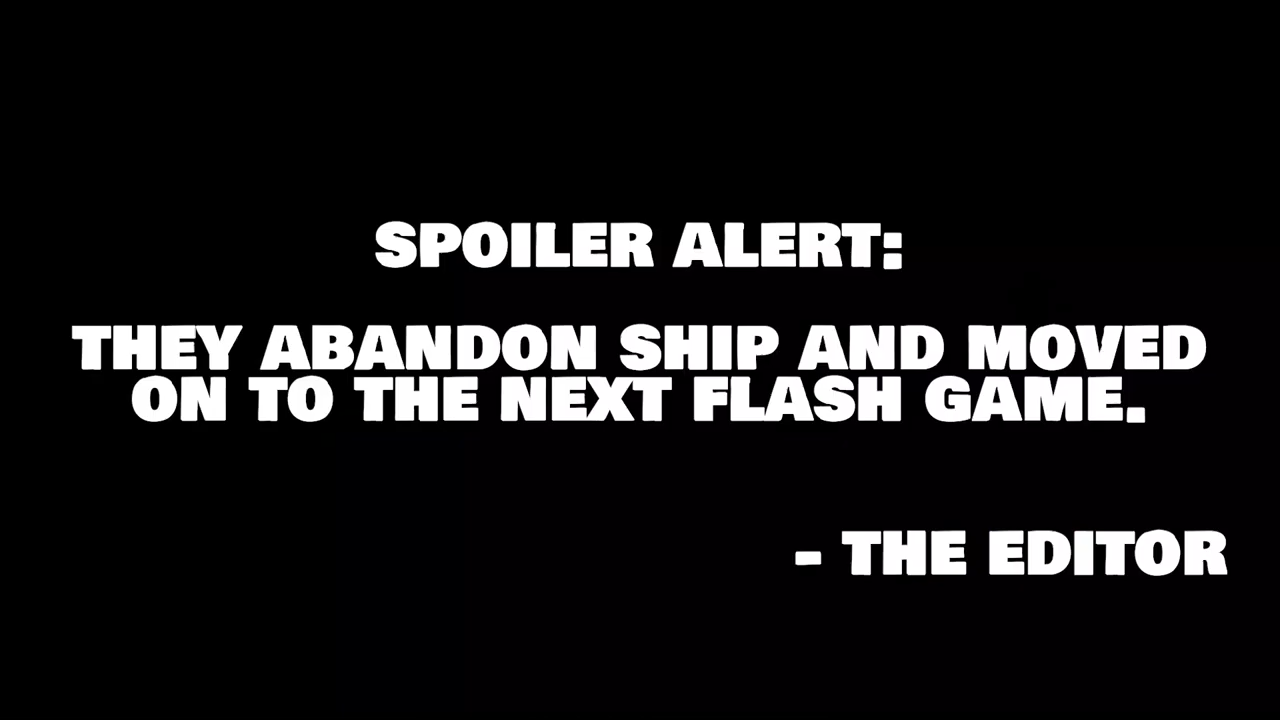 SPOILER ALERT:
THEY ABANDON SHIP AND MOVED
ON TO THE NEXT FLASH GAME.
- THE EDITOR